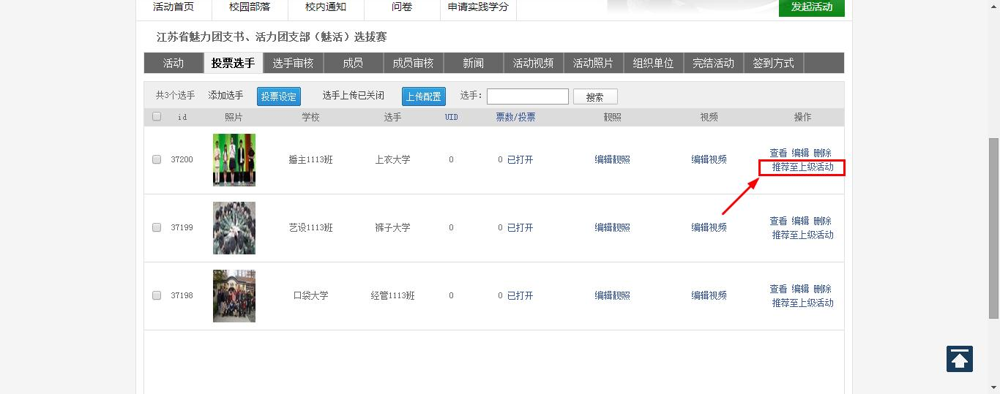 活动首页 校园部落 校内通知 问卷 申请实践学分 发起活动
江苏省魅力团支书、活力团支部（魅活）选拔赛
活动 投票选手 选手审核 成员 成员审核 新闻 活动视频 活动照片 组织单位 完结活动 签到方式
共3个选手 添加选手 投票设定 选手上传已关闭 上传配置 选手： 搜索
id 照片 学校 选手 UID 票数/投票 靓照 视频 操作
37200 播主1113班 上衣大学 0 0 已打开 编辑靓照 编辑视频 查看 编辑 删除
推荐至上级活动
37199 艺设1113班 裤子大学 0 0 已打开 编辑靓照 编辑视频 查看 编辑 删除
推荐至上级活动
37198 口袋大学 经管1113班 0 0 已打开 编辑靓照 编辑视频 查看 编辑 删除
推荐至上级活动